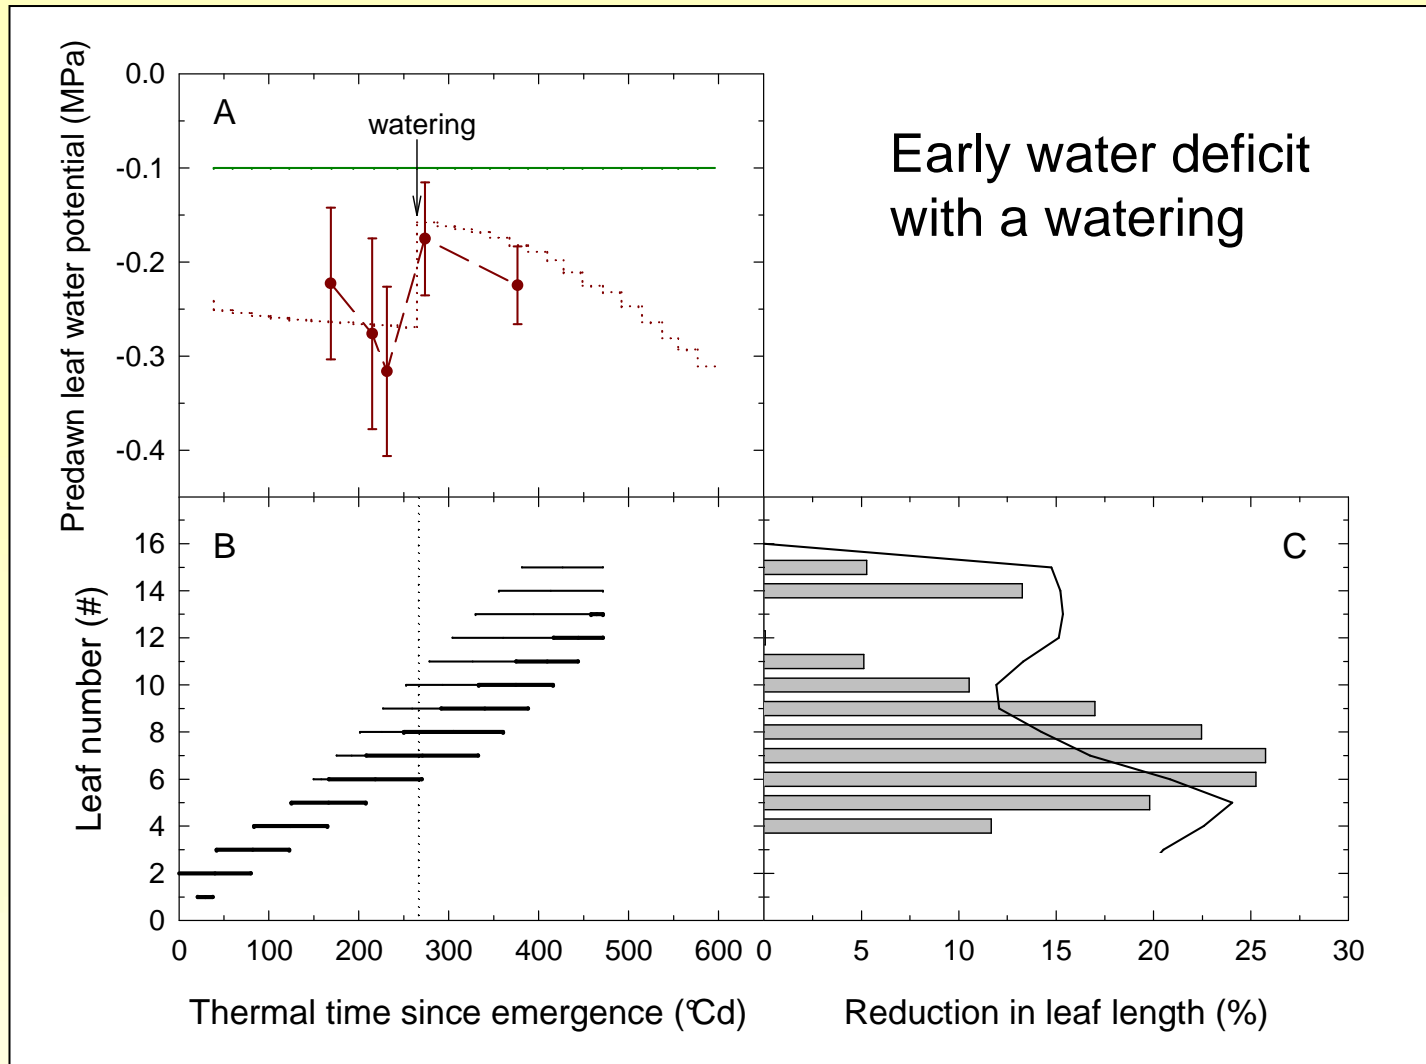 Early water deficit
with a watering
Predawn leaf water potential (MPa)
0.0
-0.1
-0.2
-0.3
-0.4
A
watering
Leaf number (#)
16
14
12
10
8
6
4
2
0
B
C
0 100 200 300 400 500 600
0 5 10 15 20 25 30
Thermal time since emergence (°Cd)
Reduction in leaf length (%)